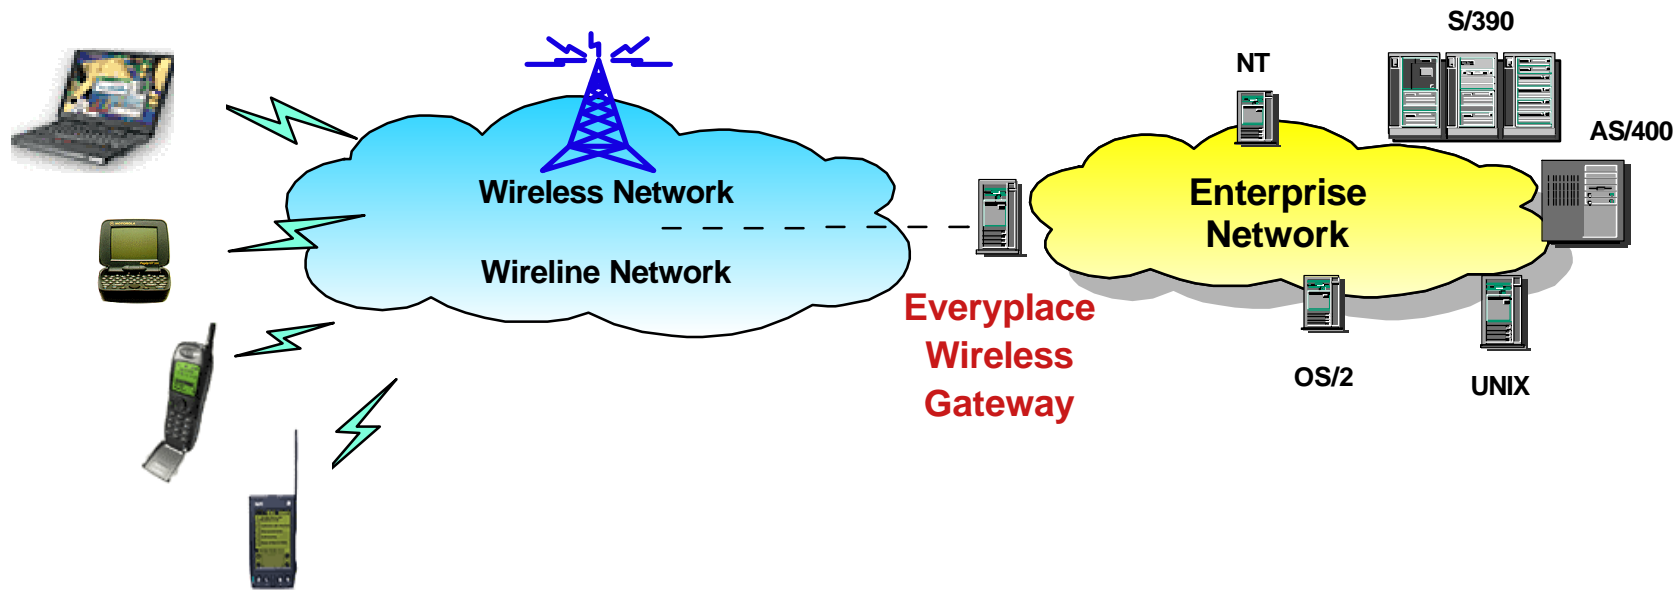 S/390
NT
AS/400
Wireless Network
Enterprise
Network
Wireline Network
Everyplace
Wireless
Gateway
OS/2
UNIX